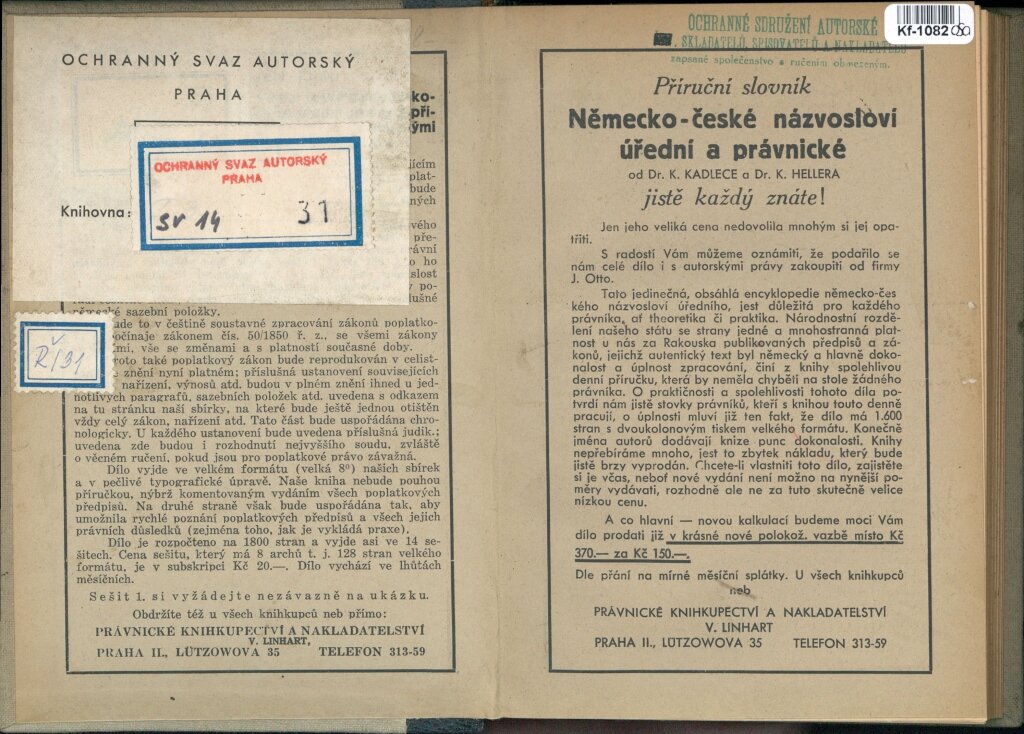 OCHRANNÝ SVAZ AUTORSKÝ
PRAHA
Knihovna:
OCHRANNÝ SVAZ AUTORSKÝ
PRAHA
sv 14
31
Ř/91
německé sazební položky.
ude to v češtině soustavné zpracování zákonů poplatko-
očínaje zákonem čís. 50/1850 ř. z., se všemi zákony
mi, vše se změnami a s platností současné doby.
roto také poplatkový zákon bude reprodukován v celist-
znění nyní platném; příslušná ustanovení souvisejících
nařízení, výnosů atd. budou v plném znění ihned u jed-
notlivých paragrafů, sazebních položek atd. uvedena s odkazem
na tu stránku naší sbírky, na které bude ještě jednou otištěn
vždy celý zákon, nařízení atd. Tato část bude uspořádána chro-
nologicky. U každého ustanovení bude uvedena příslušná judik.;
uvedena zde budou i rozhodnutí nejvyššího soudu, zvláště
o věcném ručení, pokud jsou pro poplatkové právo závažná.
Dílo vyjde ve velkém formátu (velká 8⁰) našich sbírek
a v pečlivé typografické úpravě. Naše kniha nebude pouhou
příručkou, nýbrž komentovaným vydáním všech poplatkových
předpisů. Na druhé straně však bude uspořádána tak, aby
umožnila rychlé poznání poplatkových předpisů a všech jejich
právních důsledků (zejména toho, jak je vykládá praxe).
Dílo je rozpočteno na 1800 stran a vyjde asi ve 14 se-
šitech. Cena sešitu, který má 8 archů t. j. 128 stran velkého
formátu, je v subskripci Kč 20.—. Dílo vychází ve lhůtách
měsíčních.
Sešit 1. si vyžádejte nezávazně na ukázku.
Obdržíte též u všech knihkupců neb přímo:
PRÁVNICKÉ KNIHKUPECTVÍ A NAKLADATELSTVÍ
V. LINHART,
PRAHA II., LÜTZOWOVA 35 TELEFON 313-59
Kf-1082
OCHRANNÉ SDRUŽENÍ AUTORSKÉ
SKLADATELŮ, SPISOVATELŮ A NAKLADATELŮ
zapsané společenstvo s ručením obmezeným.
Příruční slovník
Německo-české názvosloví
úřední a právnické
od Dr. K. KADLECE a Dr. K. HELLERA
jistě každý znáte!
Jen jeho veliká cena nedovolila mnohým si jej opa-
třiti.
S radostí Vám můžeme oznámiti, že podařilo se
nám celé dílo i s autorskými právy zakoupiti od firmy
J. Otto.
Tato jedinečná, obsáhlá encyklopedie německo-čes
kého názvosloví úředního, jest důležitá pro každého
právníka, ať theoretika či praktika. Národnostní rozdě-
lení našeho státu se strany jedné a mnohostranná plat-
nost u nás za Rakouska publikovaných předpisů a zá-
konů, jejichž autentický text byl německý a hlavně doko-
nalost a úplnost zpracování, činí z knihy spolehlivou
denní příručku, která by neměla chyběti na stole žádného
právníka. O praktičnosti a spolehlivosti tohoto díla po-
tvrdí nám jistě stovky právníků, kteří s knihou touto denně
pracují, o úplnosti mluví již ten fakt, že dílo má 1.600
stran s dvoukolonovým tiskem velkého formátu. Konečně
jména autorů dodávají knize punc dokonalosti. Knihy
nepřebíráme mnoho, jest to zbytek nákladu, který bude
jistě brzy vyprodán. Chcete-li vlastniti toto dílo, zajistěte
si je včas, neboť nové vydání není možno na nynější po-
měry vydávati, rozhodně ale ne za tuto skutečně velice
nízkou cenu.
A co hlavní — novou kalkulací budeme moci Vám
dílo prodati již v krásné nové polokož. vazbě místo Kč
370.— za Kč 150.—.
Dle přání na mírné měsíční splátky. U všech knihkupců
neb
PRÁVNICKÉ KNIHKUPECTVÍ A NAKLADATELSTVÍ
V. LINHART
PRAHA II., LÜTZOWOVA 35 TELEFON 313-59